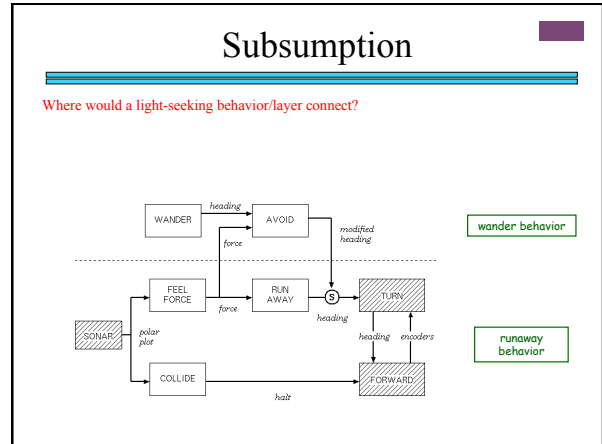 Subsumption
Where would a light-seeking behavior/layer connect?
WANDER
heading
AVOID
modified
heading
wander behavior
force
FEEL
FORCE
force
RUN
AWAY
S
heading
TURN
SONAR
polar
plot
heading
encoders
runaway
behavior
COLLIDE
halt
FORWARD